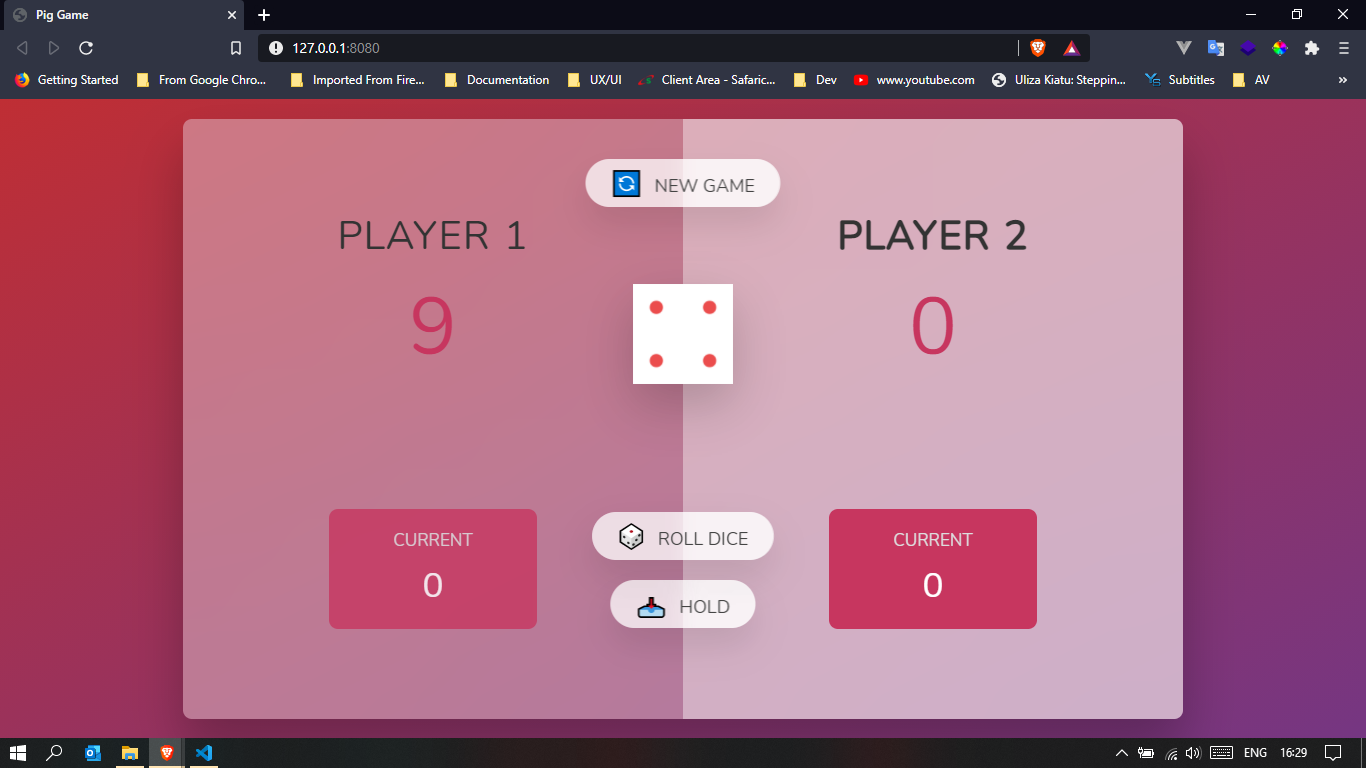 Pig Game
127.0.0.1:8080
Getting Started
From Google Chro...
Imported From Fire...
Documentation
UX/UI
Client Area - Safaric...
Dev
www.youtube.com
Uliza Kiatu: Steppin...
Subtitles
AV
»
NEW GAME
PLAYER 1
PLAYER 2
9
0
CURRENT
0
CURRENT
0
ROLL DICE
HOLD
ENG
16:29